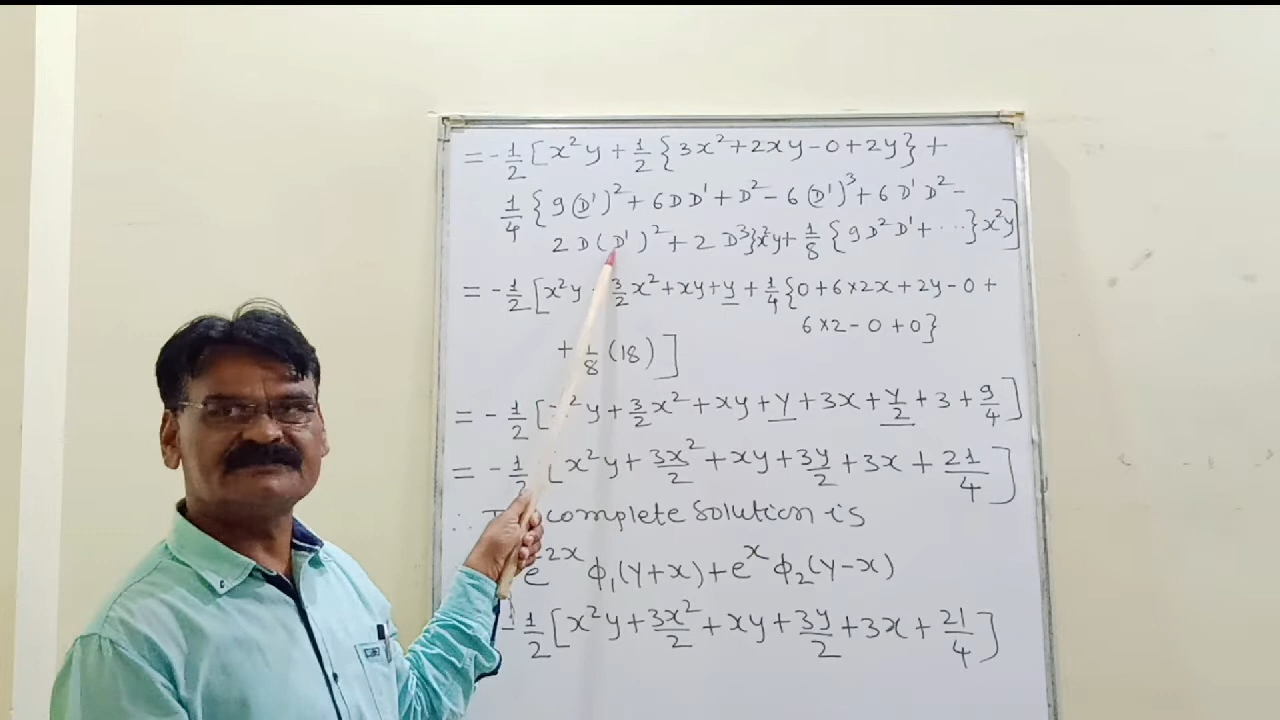 = -1/2 [x²y + 1/2 {3x² + 2xy - 0 + 2y} +
1/4 {9(D')² + 6DD' + D² - 6(D')³ + 6D'D² -
2D(D')² + 2D³}x²y + 1/8 {9D²D' + ...}x²y]
= -1/2 [x²y 3/2 x² + xy + y + 1/4 {0 + 6×2x + 2y - 0 +
6×2 - 0 + 0}
+ 1/8 (18)]
= -1/2 [²y + 3/2 x² + xy + y + 3x + y/2 + 3 + 9/4]
= -1/2 [x²y + 3x²/2 + xy + 3y/2 + 3x + 21/4]
∴ complete solution is
e^-2x ϕ₁(y+x) + e^x ϕ₂(y-x)
-1/2 [x²y + 3x²/2 + xy + 3y/2 + 3x + 21/4]